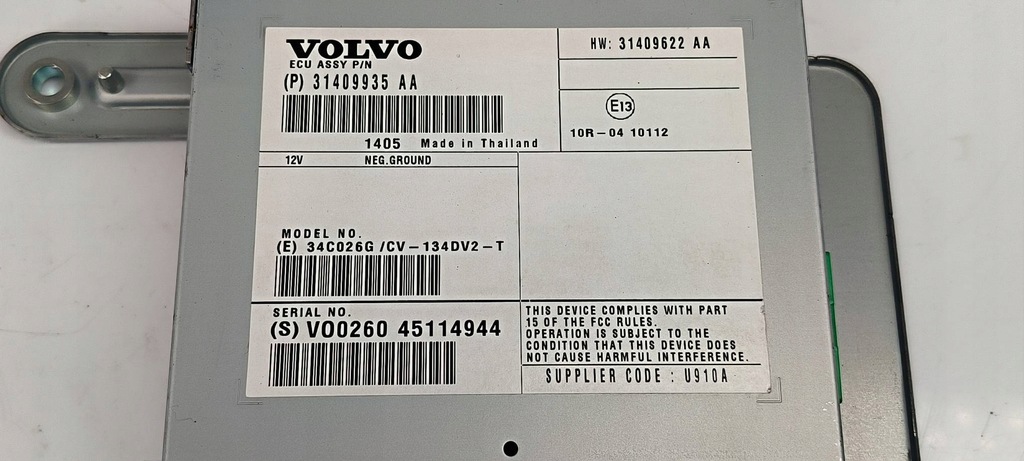 VOLVO
ECU ASSY P/N
(P) 31409935 AA
1405 Made in Thailand
HW: 31409622 AA
E13
10R-04 10112
12V NEG.GROUND
MODEL NO.
(E) 34C026G /CV-134DV2-T
SERIAL NO.
(S) VO0260 45114944
THIS DEVICE COMPLIES WITH PART
15 OF THE FCC RULES.
OPERATION IS SUBJECT TO THE
CONDITION THAT THIS DEVICE DOES
NOT CAUSE HARMFUL INTERFERENCE.
SUPPLIER CODE : U910A